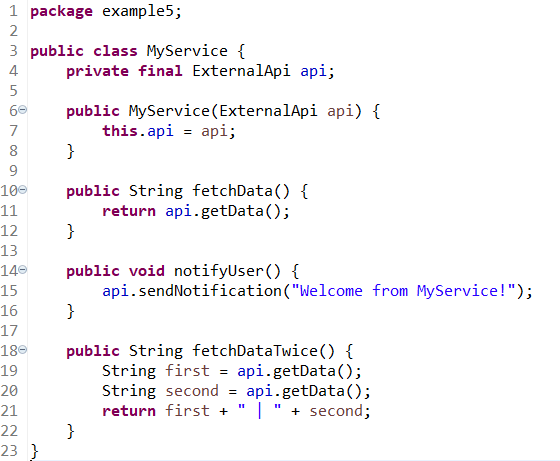 1 package example5;
2
3 public class MyService {
4     private final ExternalApi api;
5
6     public MyService(ExternalApi api) {
7         this.api = api;
8     }
9
10     public String fetchData() {
11         return api.getData();
12     }
13
14     public void notifyUser() {
15         api.sendNotification("Welcome from MyService!");
16     }
17
18     public String fetchDataTwice() {
19         String first = api.getData();
20         String second = api.getData();
21         return first + " | " + second;
22     }
23 }